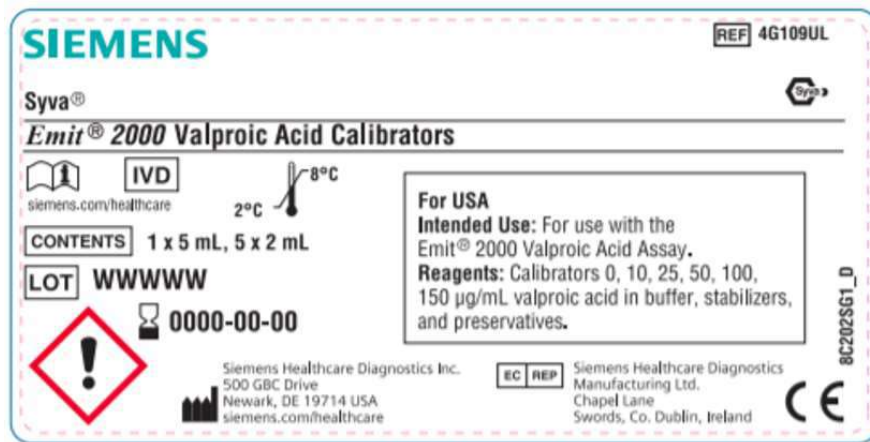 SIEMENS
REF 4G109UL
Syva®
Syva
Emit® 2000 Valproic Acid Calibrators
IVD
siemens.com/healthcare
8°C
2°C
CONTENTS 1 x 5 mL, 5 x 2 mL
LOT WWWWW
0000-00-00
For USA
Intended Use: For use with the
Emit® 2000 Valproic Acid Assay.
Reagents: Calibrators 0, 10, 25, 50, 100,
150 µg/mL valproic acid in buffer, stabilizers,
and preservatives.
8C202SG1_D
Siemens Healthcare Diagnostics Inc.
500 GBC Drive
Newark, DE 19714 USA
siemens.com/healthcare
EC REP
Siemens Healthcare Diagnostics
Manufacturing Ltd.
Chapel Lane
Swords, Co. Dublin, Ireland
CE